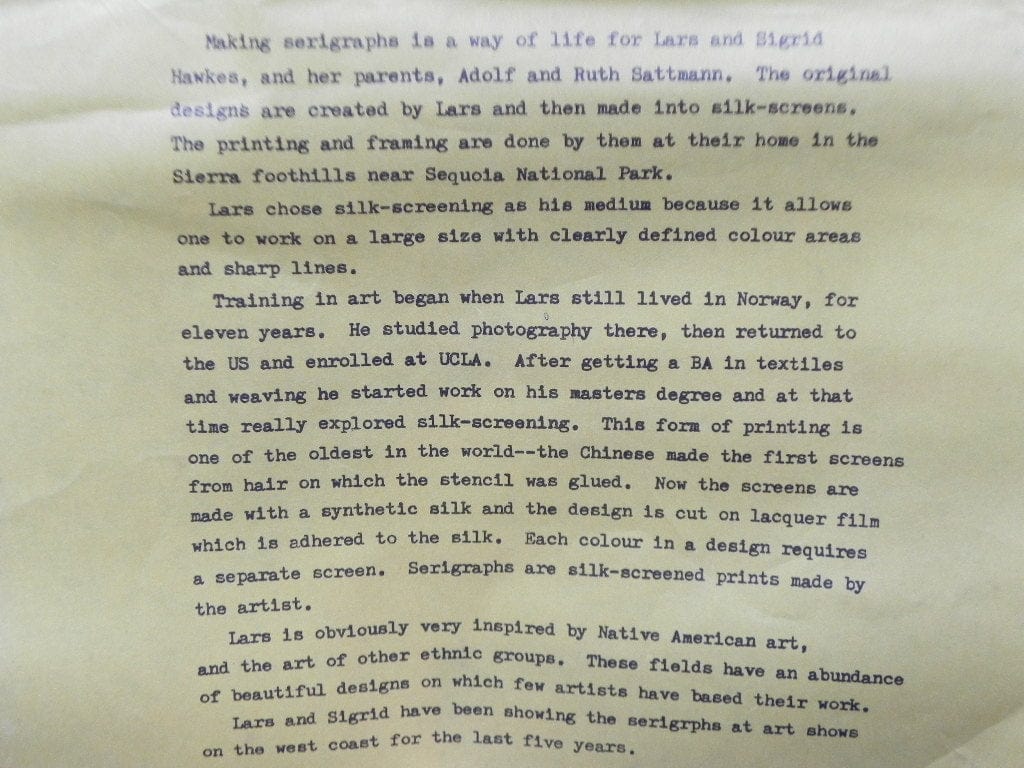 Making serigraphs is a way of life for Lars and Sigrid
Hawkes, and her parents, Adolf and Ruth Sattmann.  The original
designs are created by Lars and then made into silk-screens.
The printing and framing are done by them at their home in the
Sierra foothills near Sequoia National Park.
Lars chose silk-screening as his medium because it allows
one to work on a large size with clearly defined colour areas
and sharp lines.
Training in art began when Lars still lived in Norway, for
eleven years.  He studied photography there, then returned to
the US and enrolled at UCLA.  After getting a BA in textiles
and weaving he started work on his masters degree and at that
time really explored silk-screening.  This form of printing is
one of the oldest in the world--the Chinese made the first screens
from hair on which the stencil was glued.  Now the screens are
made with a synthetic silk and the design is cut on lacquer film
which is adhered to the silk.  Each colour in a design requires
a separate screen.  Serigraphs are silk-screened prints made by
the artist.
Lars is obviously very inspired by Native American art,
and the art of other ethnic groups.  These fields have an abundance
of beautiful designs on which few artists have based their work.
Lars and Sigrid have been showing the serigrphs at art shows
on the west coast for the last five years.